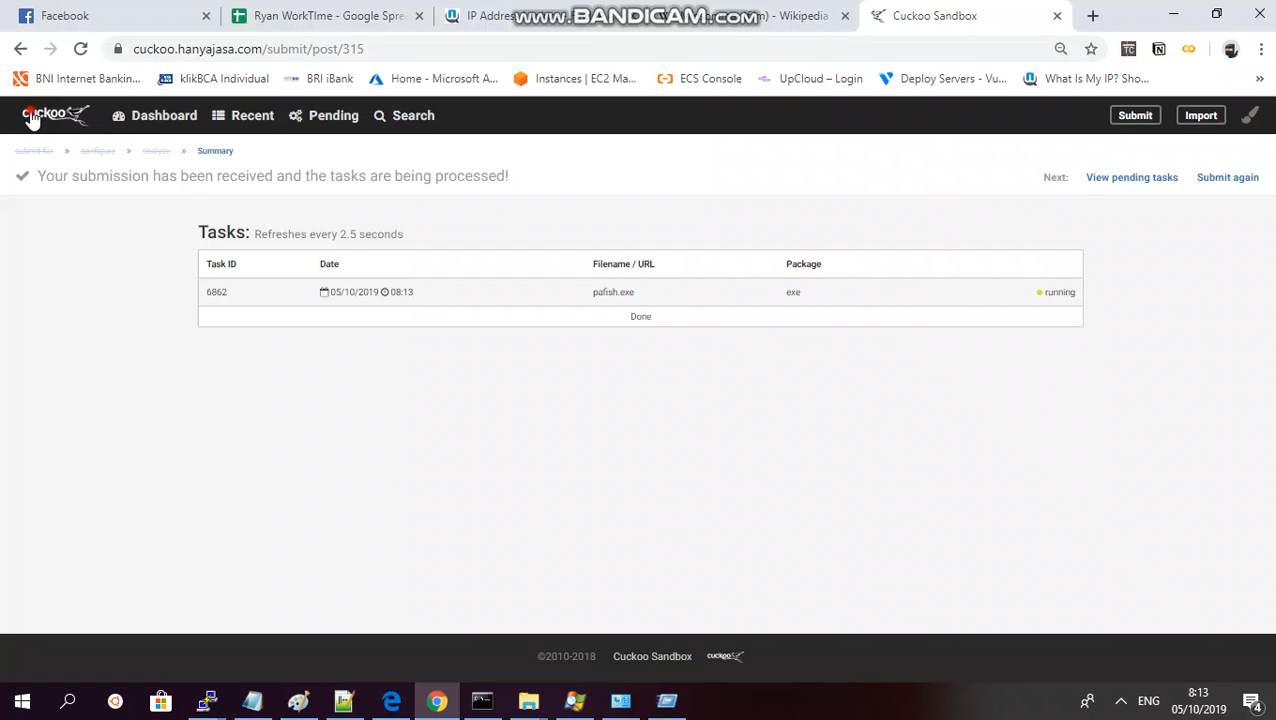 Facebook
Ryan WorkTIme - Google Spre
IP Addre
) - Wikipedia
Cuckoo Sandbox
www.BANDICAM.com
cuckoo.hanyajasa.com/submit/post/315
BNI Internet Bankin...
klikBCA Individual
BRI iBank
Home - Microsoft A...
Instances | EC2 Ma...
ECS Console
UpCloud – Login
Deploy Servers - Vu...
What Is My IP? Sho...
»
cuckoo
Dashboard
Recent
Pending
Search
Submit
Import
submit file » configure » analyze » Summary
Your submission has been received and the tasks are being processed!
Next: View pending tasks Submit again
Tasks: Refreshes every 2.5 seconds
Task ID Date Filename / URL Package
6862 05/10/2019 08:13 pafish.exe exe running
Done
©2010-2018 Cuckoo Sandbox cuckoo
ENG
8:13
05/10/2019
4